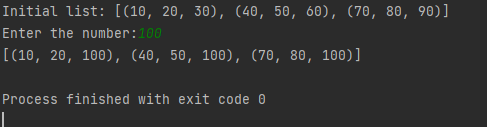 Initial list: [(10, 20, 30), (40, 50, 60), (70, 80, 90)]
Enter the number:100
[(10, 20, 100), (40, 50, 100), (70, 80, 100)]
Process finished with exit code 0